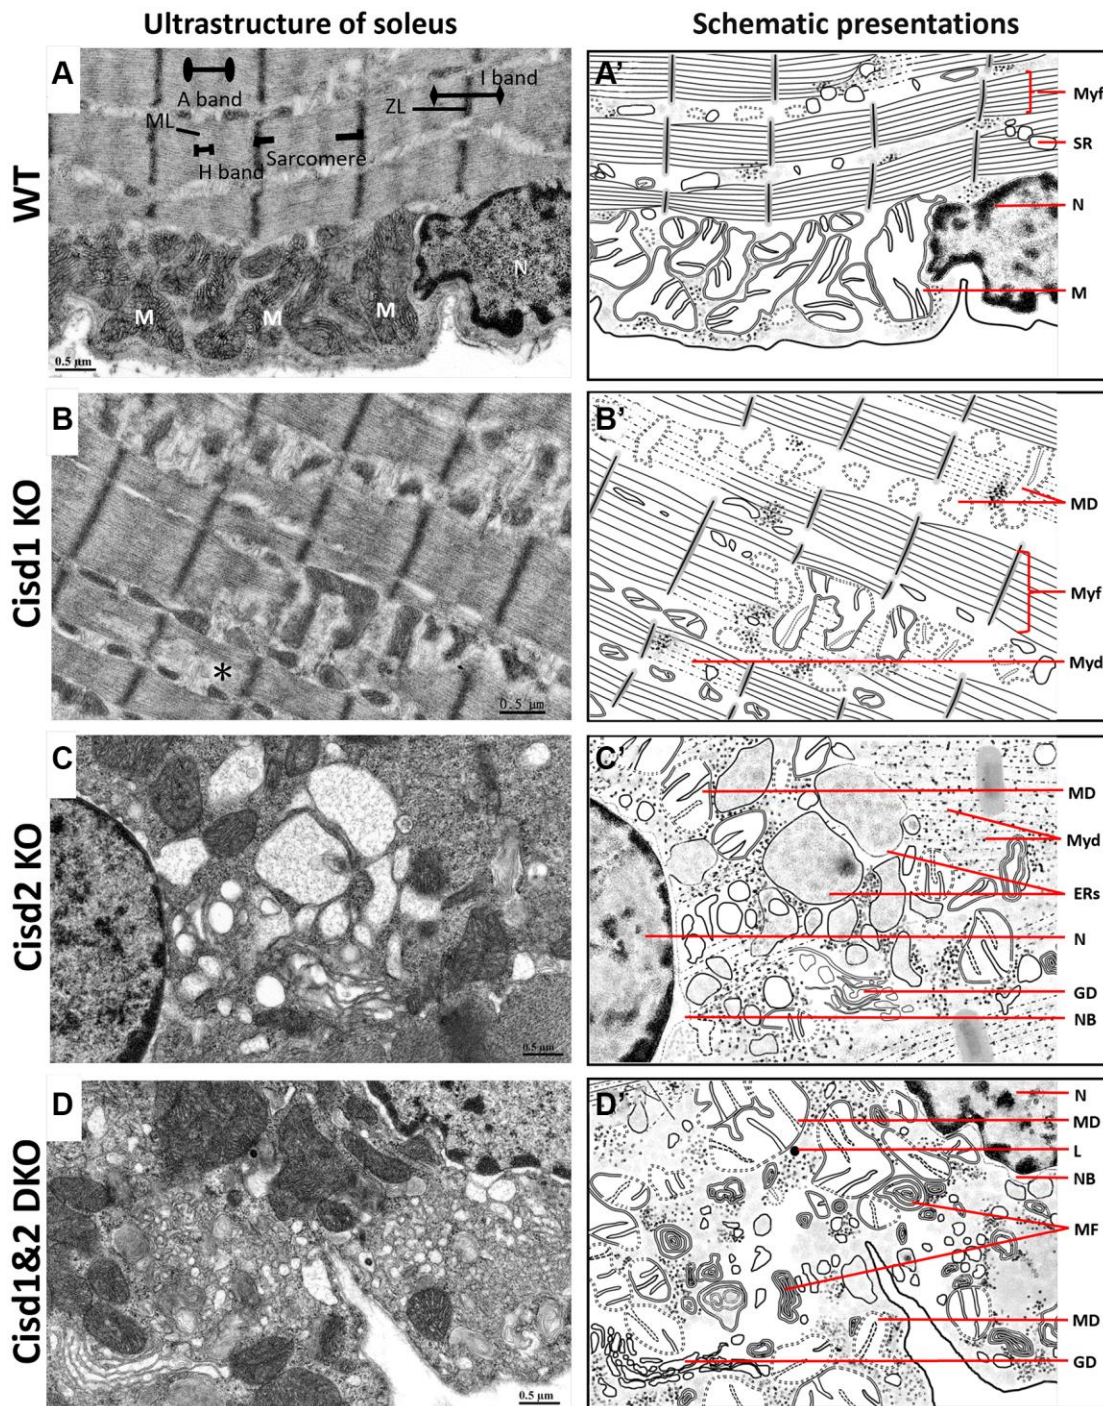 Ultrastructure of soleus
Schematic presentations
WT
A
A band
I band
ML
ZL
H band
Sarcomere
N
M
M
M
0.5 μm
A'
Myf
SR
N
M
Cisd1 KO
B
*
0.5 μm
B'
MD
Myf
Myd
Cisd2 KO
C
0.5 μm
C'
MD
Myd
ERs
N
GD
NB
Cisd1&2 DKO
D
0.5 μm
D'
N
MD
L
NB
MF
MD
GD